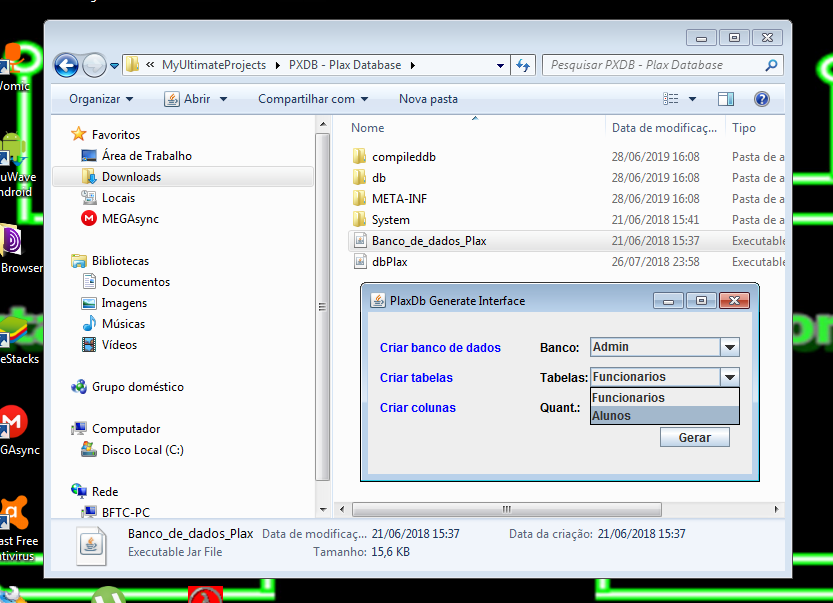 MyUltimateProjects
PXDB - Plax Database
Pesquisar PXDB - Plax Database
Organizar
Abrir
Compartilhar com
Nova pasta
Favoritos
Área de Trabalho
Downloads
Locais
MEGAsync
Bibliotecas
Documentos
Imagens
Músicas
Vídeos
Grupo doméstico
Computador
Disco Local (C:)
Rede
BFTC-PC
Nome
Data de modificaç...
Tipo
compileddb
28/06/2019 16:08
Pasta de a
db
28/06/2019 16:08
Pasta de a
META-INF
28/06/2019 16:08
Pasta de a
System
21/06/2018 15:41
Pasta de a
Banco_de_dados_Plax
21/06/2018 15:37
Executable
dbPlax
26/07/2018 23:58
Executable
PlaxDb Generate Interface
Criar banco de dados
Banco:
Admin
Criar tabelas
Tabelas:
Funcionarios
Funcionarios
Alunos
Criar colunas
Quant.:
Gerar
Banco_de_dados_Plax
Data de modificaç...
21/06/2018 15:37
Data da criação:
21/06/2018 15:37
Executable Jar File
Tamanho:
15,6 KB
Womic
uWave
ndroid
Browser
eStacks
GAsync
ast Free
tivirus